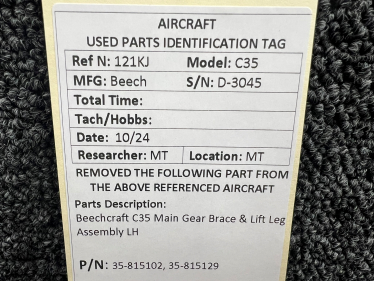 AIRCRAFT
USED PARTS IDENTIFICATION TAG
Ref N: 121KJ Model: C35
MFG: Beech S/N: D-3045
Total Time:
Tach/Hobbs:
Date: 10/24
Researcher: MT Location: MT
REMOVED THE FOLLOWING PART FROM
THE ABOVE REFERENCED AIRCRAFT
Parts Description:
Beechcraft C35 Main Gear Brace & Lift Leg
Assembly LH
P/N: 35-815102, 35-815129